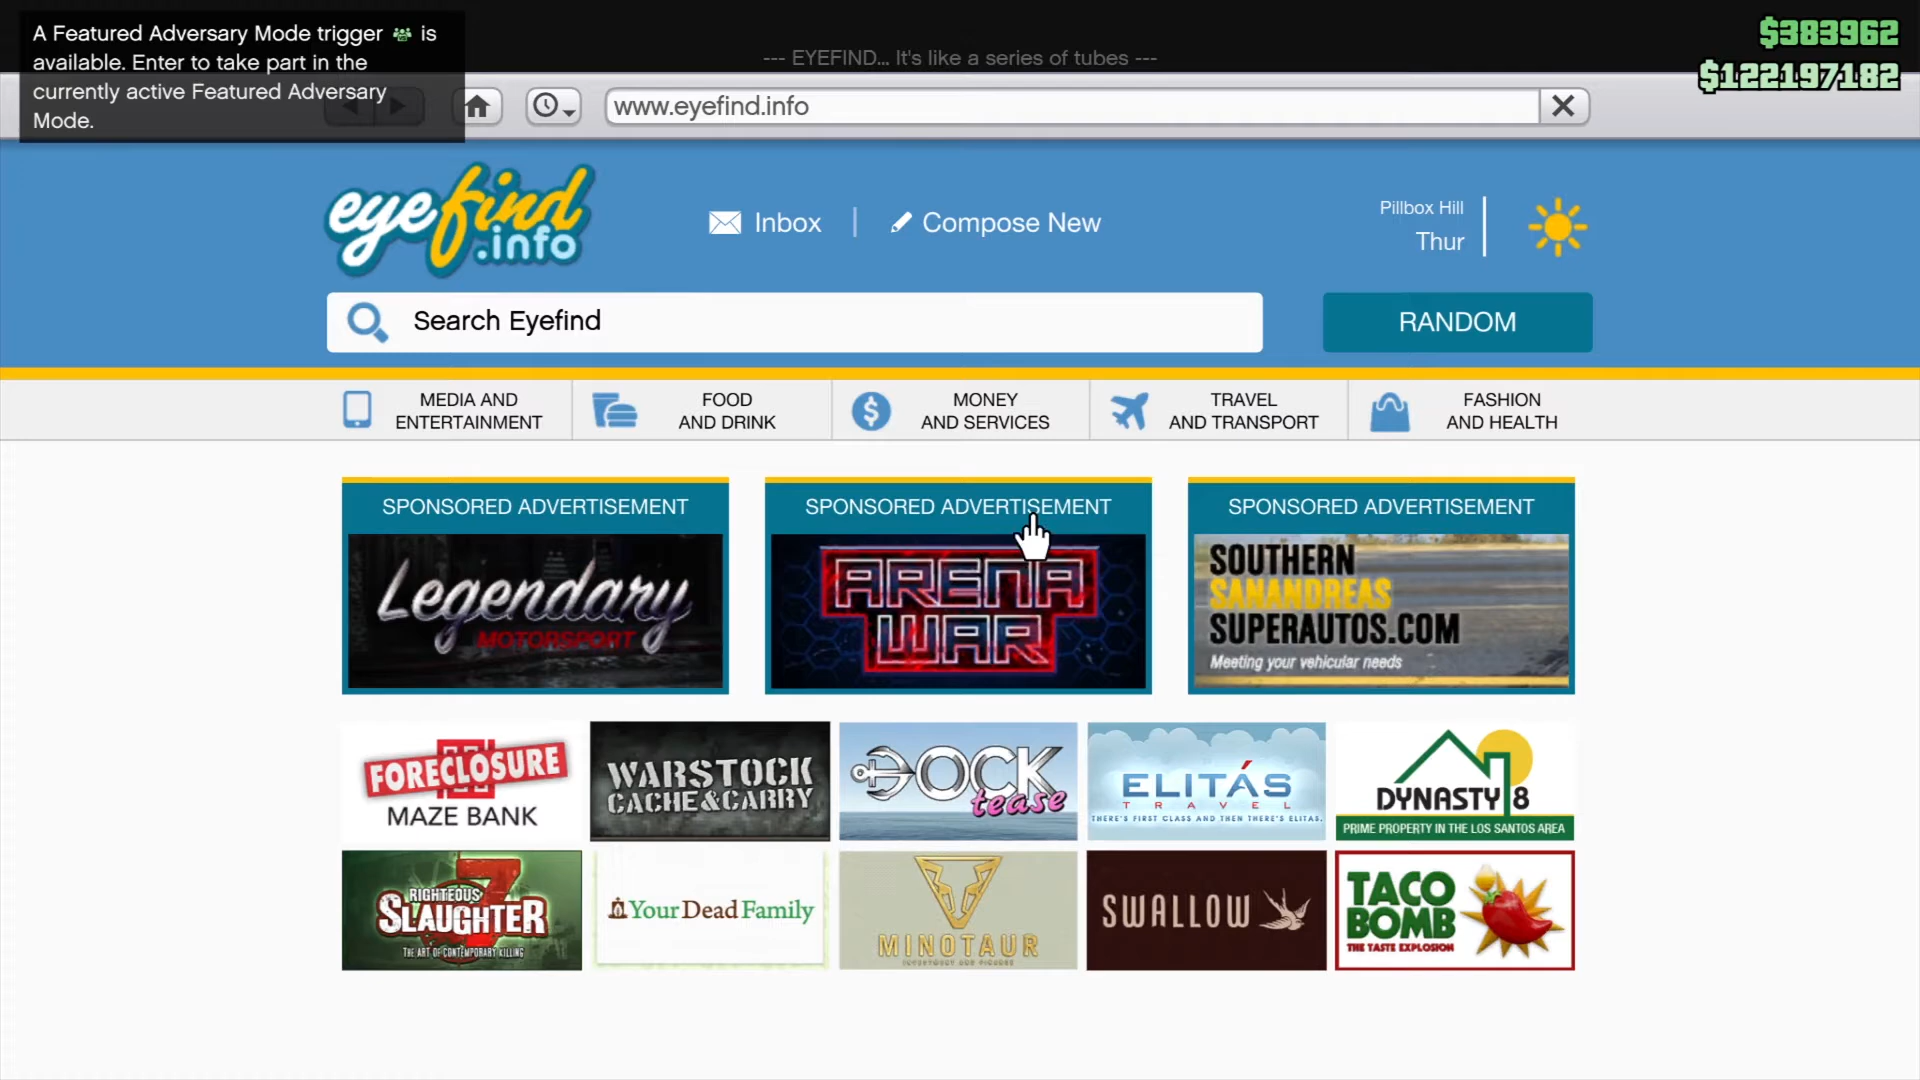 A Featured Adversary Mode trigger is
available. Enter to take part in the
currently active Featured Adversary
Mode.
--- EYEFIND... It's like a series of tubes ---
$383962
$122197182
www.eyefind.info
eyefind
.info
Inbox
Compose New
Pillbox Hill
Thur
Search Eyefind
RANDOM
MEDIA AND
ENTERTAINMENT
FOOD
AND DRINK
MONEY
AND SERVICES
TRAVEL
AND TRANSPORT
FASHION
AND HEALTH
SPONSORED ADVERTISEMENT
Legendary
MOTORSPORT
SPONSORED ADVERTISEMENT
ARENA
WAR
SPONSORED ADVERTISEMENT
SOUTHERN
SANANDREAS
SUPERAUTOS.COM
Meeting your vehicular needs
FORECLOSURE
MAZE BANK
WARSTOCK
CACHE&CARRY
DOCK
tease
ELITÁS
TRAVEL
THERE'S FIRST CLASS AND THEN THERE'S ELITAS.
DYNASTY 8
PRIME PROPERTY IN THE LOS SANTOS AREA
RIGHTEOUS
SLAUGHTER
7
THE ART OF CONTEMPORARY KILLING
YourDeadFamily
MINOTAUR
SWALLOW
TACO
BOMB
THE TASTE EXPLOSION